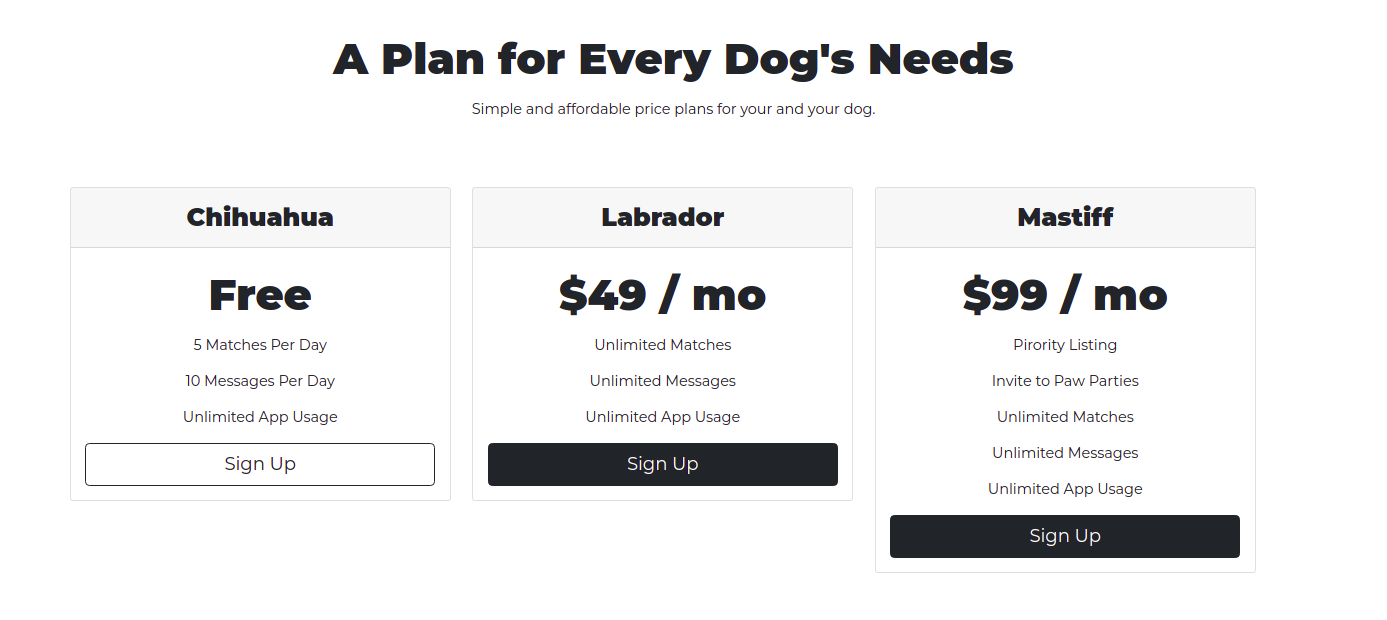 A Plan for Every Dog's Needs
Simple and affordable price plans for your and your dog.
Chihuahua
Free
5 Matches Per Day
10 Messages Per Day
Unlimited App Usage
Sign Up
Labrador
$49 / mo
Unlimited Matches
Unlimited Messages
Unlimited App Usage
Sign Up
Mastiff
$99 / mo
Pirority Listing
Invite to Paw Parties
Unlimited Matches
Unlimited Messages
Unlimited App Usage
Sign Up